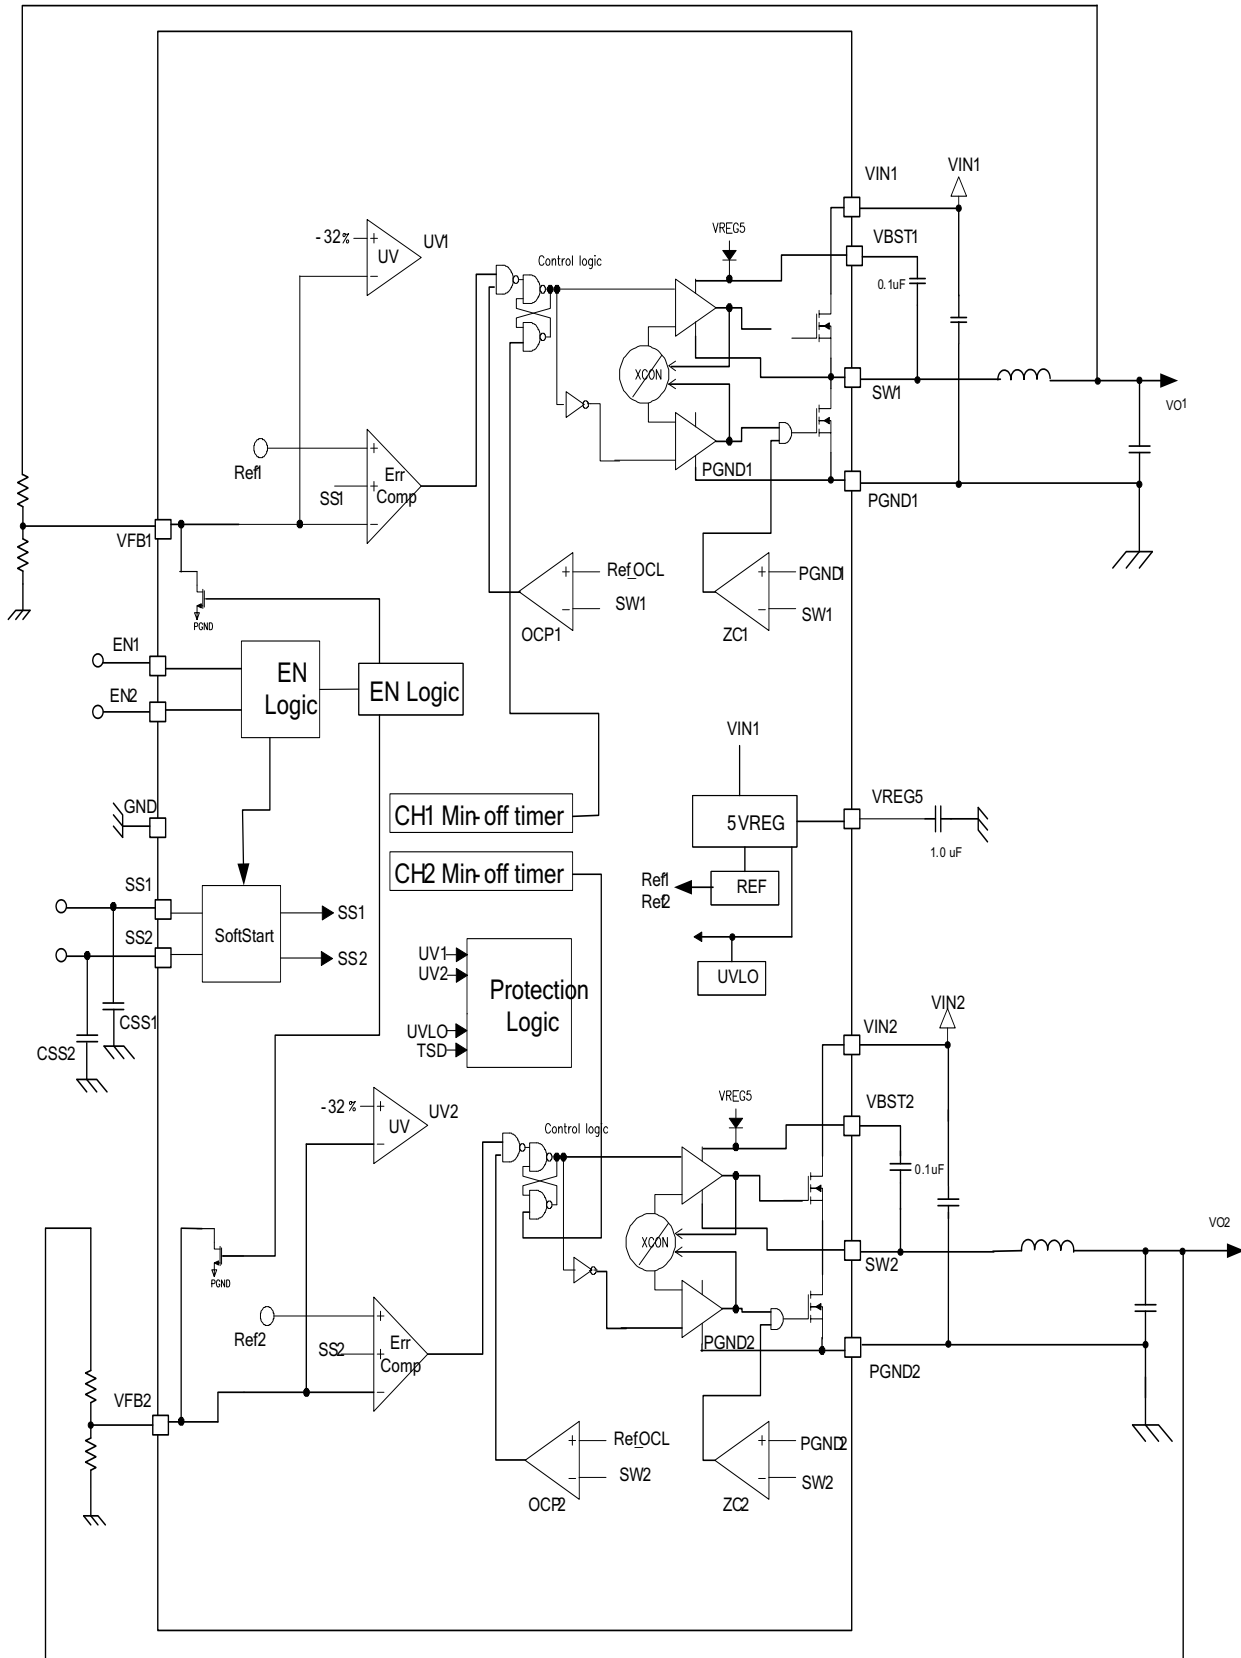 VIN1
VIN1
VREG5
VBST1
-32%
+
UV
UV1
−
Control logic
0.1uF
XCON
SW1
VO1
Ref1
+
Err
Comp
SS1
+
−
PGND1
PGND1
VFB1
Ref_OCL
+
−
SW1
OCP1
PGND1
+
−
SW1
ZC1
PGND
EN1
EN2
EN
Logic
EN Logic
VIN1
GND
CH1 Min-off timer
5VREG
VREG5
1.0 uF
CH2 Min-off timer
REF
Ref1
Ref2
SS1
SS2
SoftStart
SS1
SS2
UV1
UV2
UVLO
TSD
Protection
Logic
UVLO
CSS1
CSS2
VIN2
VIN2
VREG5
VBST2
-32%
+
UV
UV2
−
Control logic
0.1uF
XCON
SW2
VO2
PGND
Ref2
+
Err
Comp
SS2
+
−
PGND2
PGND2
VFB2
Ref_OCL
+
−
SW2
OCP2
PGND2
+
−
SW2
ZC2